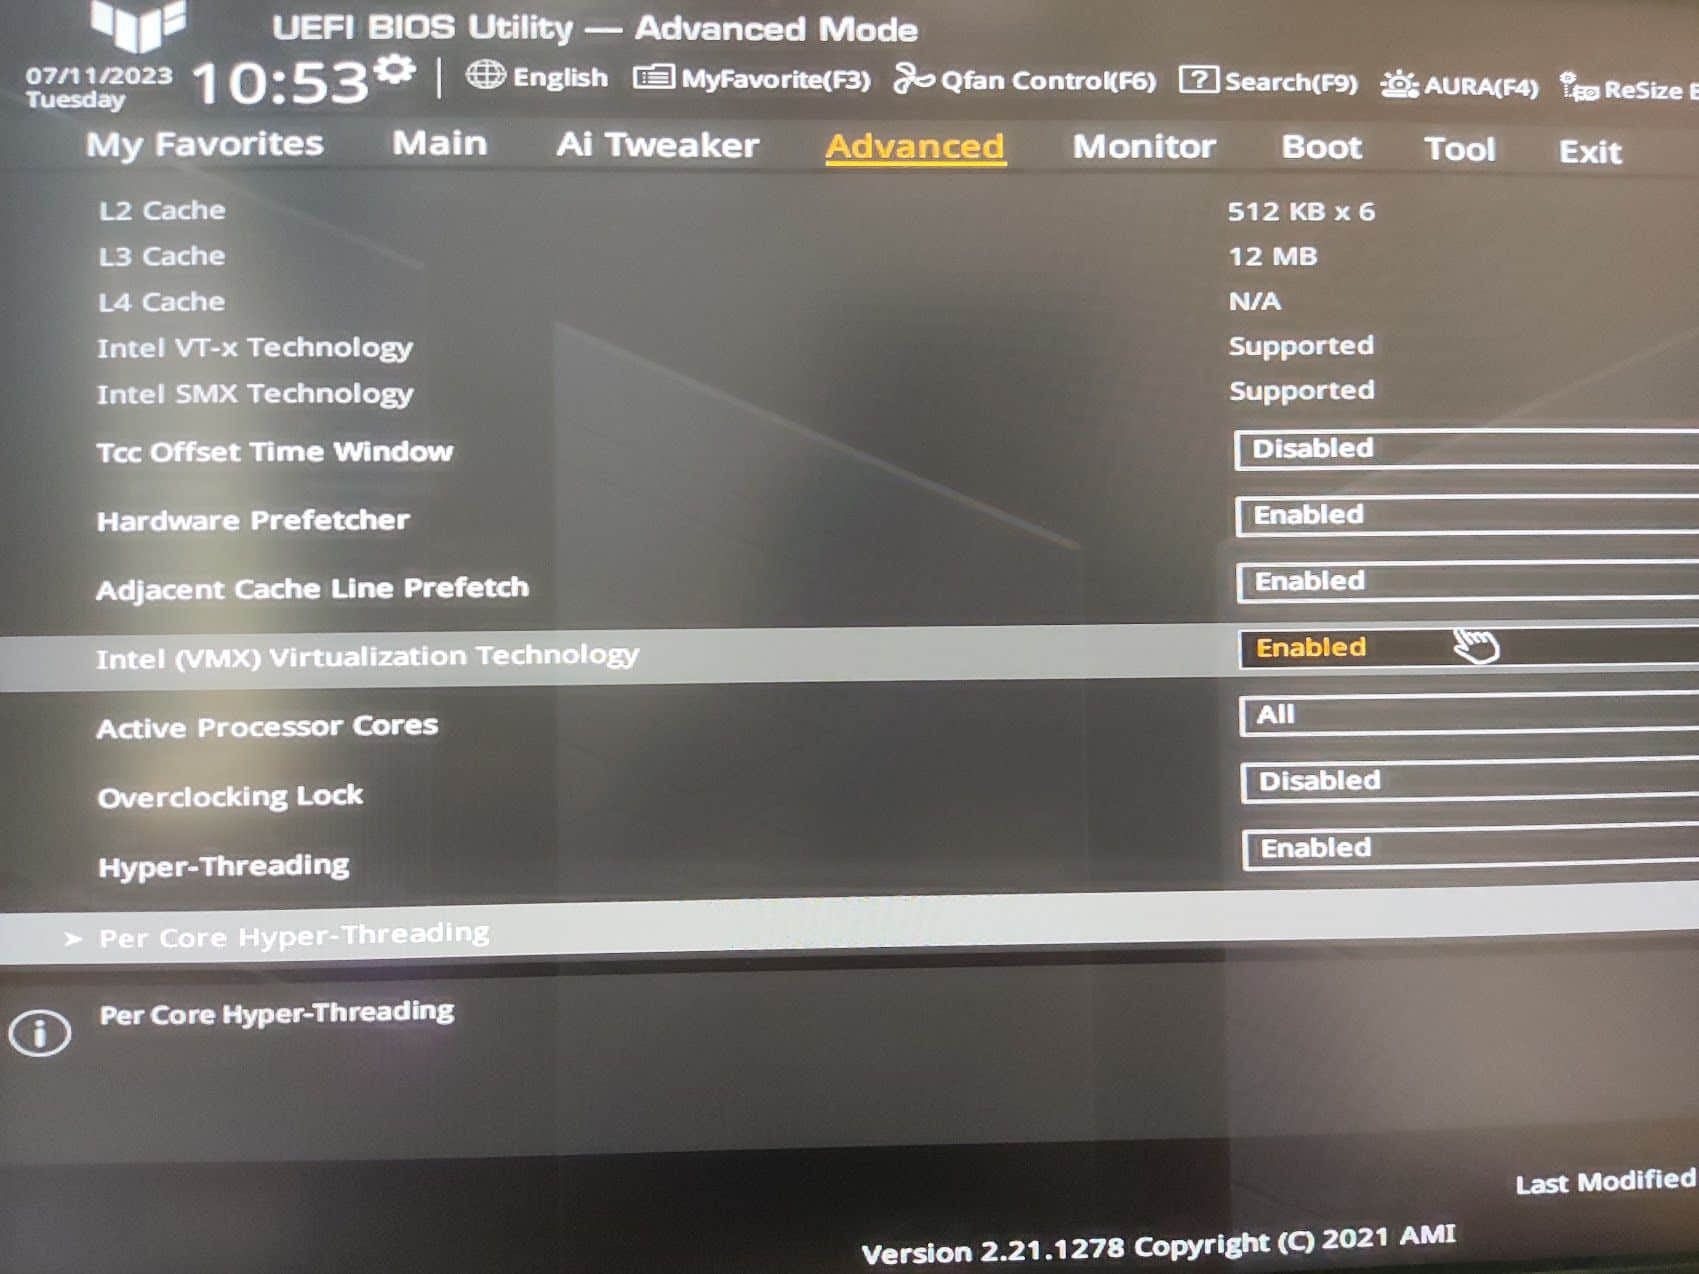 UEFI BIOS Utility — Advanced Mode
07/11/2023
Tuesday
10:53
English
MyFavorite(F3)
Qfan Control(F6)
Search(F9)
AURA(F4)
ReSize
My Favorites Main Ai Tweaker Advanced Monitor Boot Tool Exit
L2 Cache 512 KB x 6
L3 Cache 12 MB
L4 Cache N/A
Intel VT-x Technology Supported
Intel SMX Technology Supported
Tcc Offset Time Window Disabled
Hardware Prefetcher Enabled
Adjacent Cache Line Prefetch Enabled
Intel (VMX) Virtualization Technology Enabled
Active Processor Cores All
Overclocking Lock Disabled
Hyper-Threading Enabled
Per Core Hyper-Threading
Per Core Hyper-Threading
Last Modified
Version 2.21.1278 Copyright (C) 2021 AMI